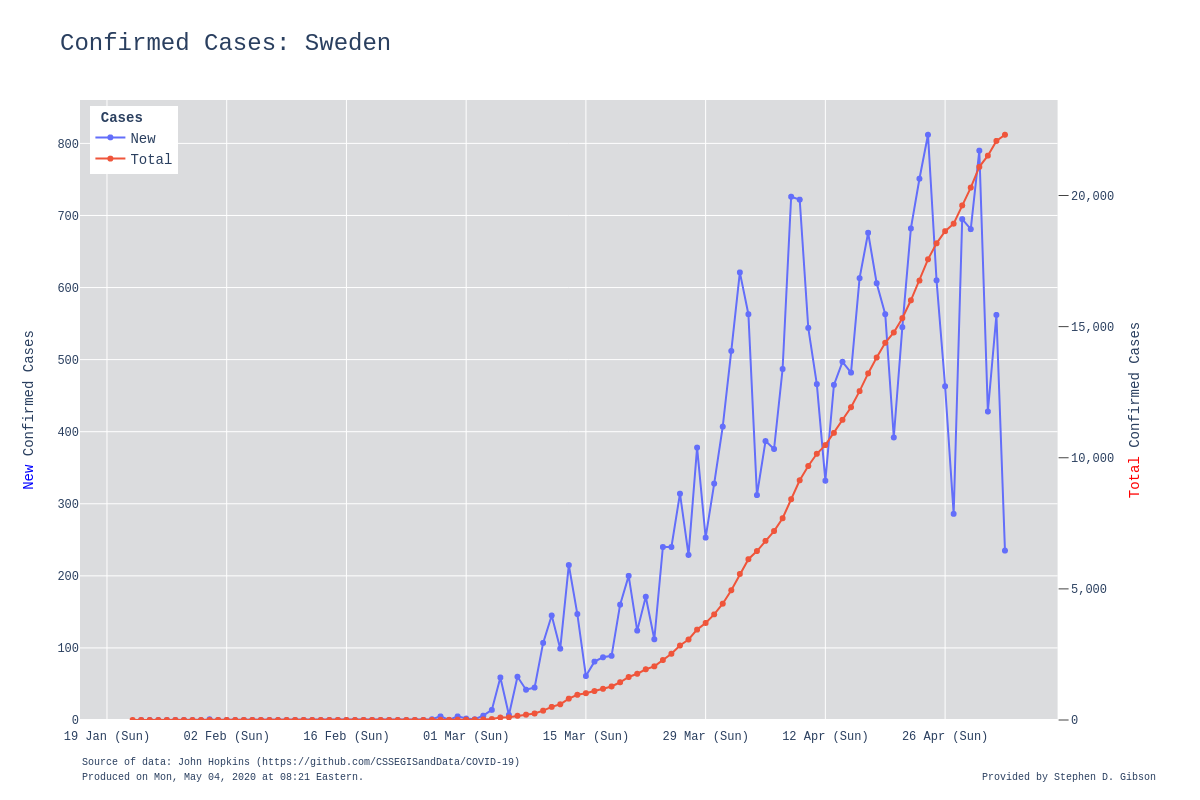 Confirmed Cases: Sweden
Cases
New
Total
800
700
600
500
400
300
200
100
0
New Confirmed Cases
20,000
15,000
10,000
5,000
0
Total Confirmed Cases
19 Jan (Sun) 02 Feb (Sun) 16 Feb (Sun) 01 Mar (Sun) 15 Mar (Sun) 29 Mar (Sun) 12 Apr (Sun) 26 Apr (Sun)
Source of data: John Hopkins (https://github.com/CSSEGISandData/COVID-19)
Produced on Mon, May 04, 2020 at 08:21 Eastern.
Provided by Stephen D. Gibson